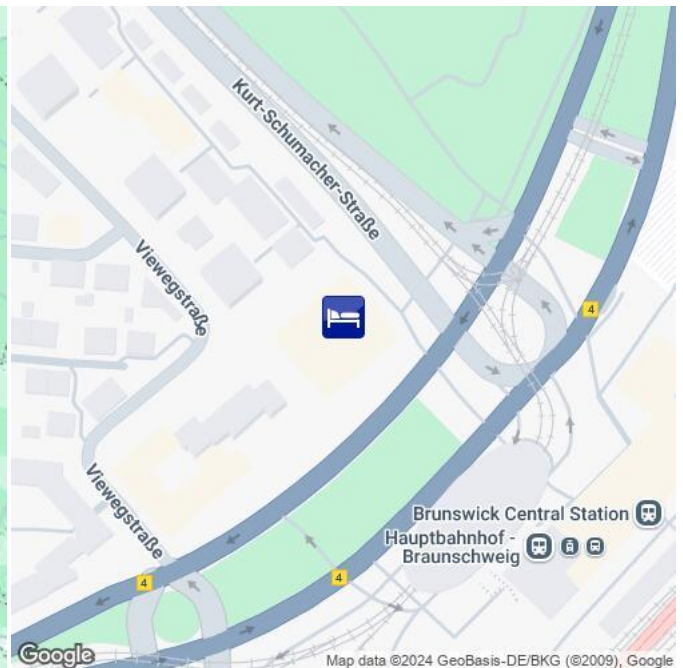 Kurt-Schumacher-Straße
Viewegstraße
4
Viewegstraße
Brunswick Central Station
Hauptbahnhof -
Braunschweig
4
4
Google
Map data ©2024 GeoBasis-DE/BKG (©2009), Google